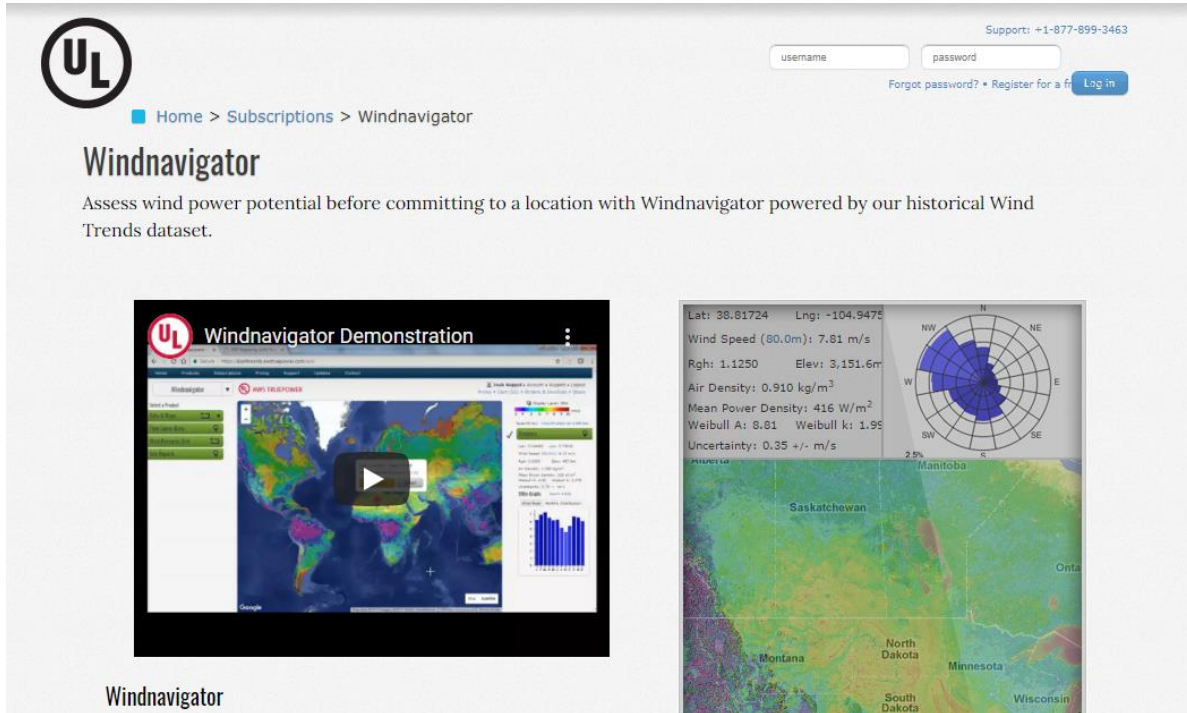 UL
Support: +1-877-899-3463
username
password
Forgot password? • Register for a fr
Log in
Home > Subscriptions > Windnavigator
Windnavigator
Assess wind power potential before committing to a location with Windnavigator powered by our historical Wind
Trends dataset.
UL Windnavigator Demonstration
Windnavigator
AWS TRUEPOWER
Google
Lat: 38.81724 Lng: -104.9475
Wind Speed (80.0m): 7.81 m/s
Rgh: 1.1250 Elev: 3,151.6m
Air Density: 0.910 kg/m³
Mean Power Density: 416 W/m²
Weibull A: 8.81 Weibull k: 1.99
Uncertainty: 0.35 +/- m/s
N
NW
NE
W
E
SW
SE
2.5%
S
Alberta
Manitoba
Saskatchewan
Onta
North
Dakota
Montana
Minnesota
South
Dakota
Wisconsin
Windnavigator